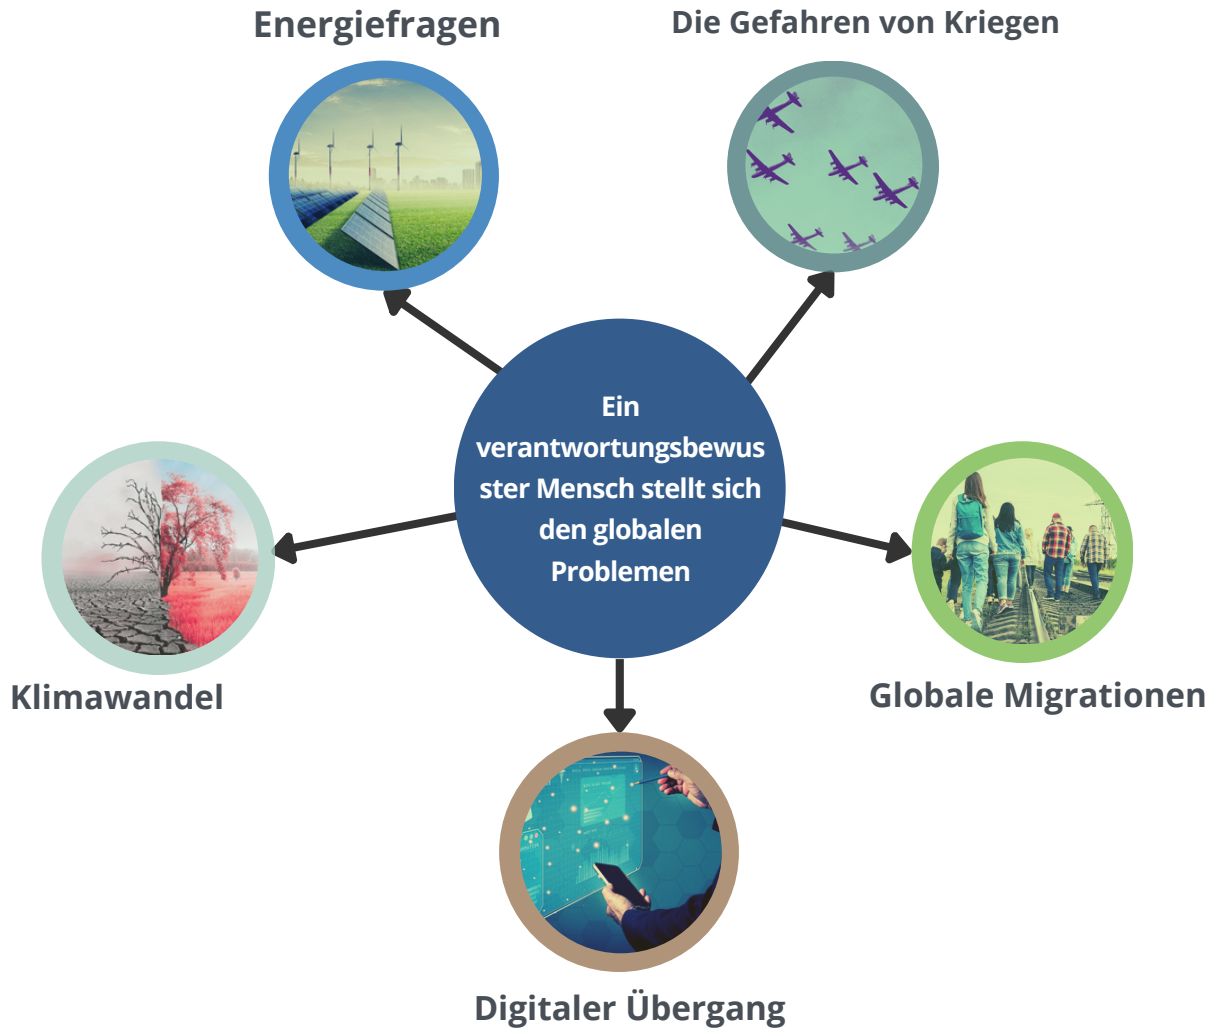 Energiefragen
Die Gefahren von Kriegen
Ein
verantwortungsbewus
ster Mensch stellt sich
den globalen
Problemen
Klimawandel
Globale Migrationen
Digitaler Übergang